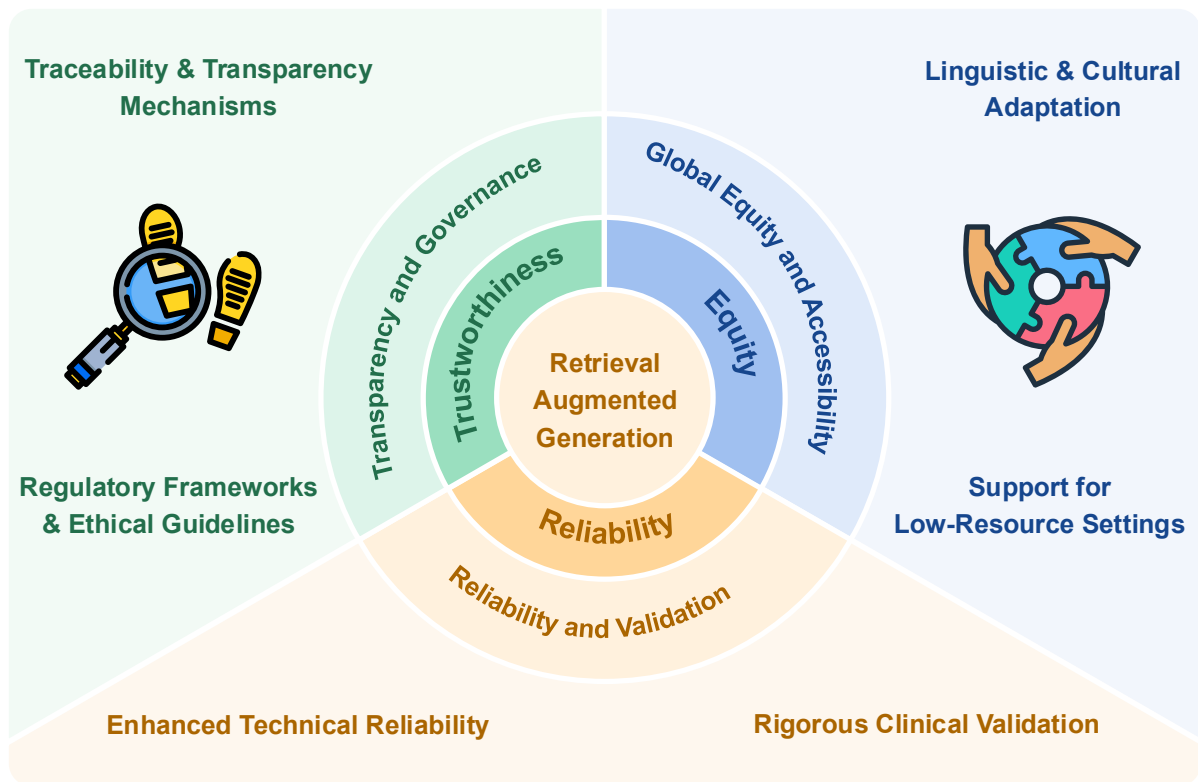 Traceability & Transparency
Mechanisms
Linguistic & Cultural
Adaptation
Transparency and Governance
Global Equity and Accessibility
Trustworthiness
Equity
Retrieval
Augmented
Generation
Regulatory Frameworks
& Ethical Guidelines
Support for
Low-Resource Settings
Reliability
Reliability and Validation
Enhanced Technical Reliability
Rigorous Clinical Validation